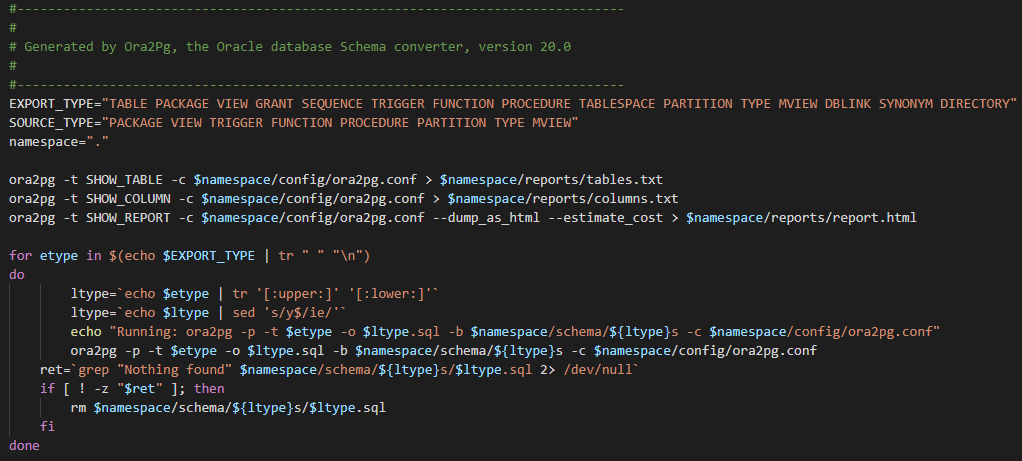 #-------------------------------------------------------------------------------
#
# Generated by Ora2Pg, the Oracle database Schema converter, version 20.0
#
#-------------------------------------------------------------------------------
EXPORT_TYPE="TABLE PACKAGE VIEW GRANT SEQUENCE TRIGGER FUNCTION PROCEDURE TABLESPACE PARTITION TYPE MVIEW DBLINK SYNONYM DIRECTORY"
SOURCE_TYPE="PACKAGE VIEW TRIGGER FUNCTION PROCEDURE PARTITION TYPE MVIEW"
namespace="."

ora2pg -t SHOW_TABLE -c $namespace/config/ora2pg.conf > $namespace/reports/tables.txt
ora2pg -t SHOW_COLUMN -c $namespace/config/ora2pg.conf > $namespace/reports/columns.txt
ora2pg -t SHOW_REPORT -c $namespace/config/ora2pg.conf --dump_as_html --estimate_cost > $namespace/reports/report.html

for etype in $(echo $EXPORT_TYPE | tr " " "\n")
do
        ltype=`echo $etype | tr '[:upper:]' '[:lower:]'`
        ltype=`echo $ltype | sed 's/y$/ie/'`
        echo "Running: ora2pg -p -t $etype -o $ltype.sql -b $namespace/schema/${ltype}s -c $namespace/config/ora2pg.conf"
        ora2pg -p -t $etype -o $ltype.sql -b $namespace/schema/${ltype}s -c $namespace/config/ora2pg.conf
    ret=`grep "Nothing found" $namespace/schema/${ltype}s/$ltype.sql 2> /dev/null`
    if [ ! -z "$ret" ]; then
        rm $namespace/schema/${ltype}s/$ltype.sql
    fi
done